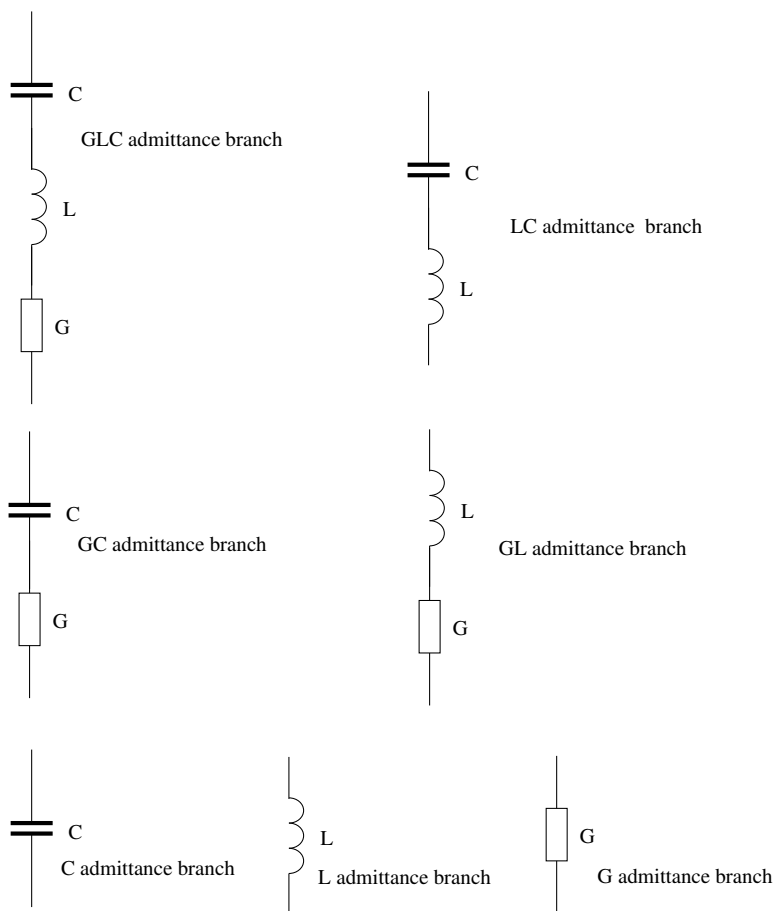 C
GLC admittance branch
L
G
C
LC admittance branch
L
C
GC admittance branch
G
L
GL admittance branch
G
C
C admittance branch
L
L admittance branch
G
G admittance branch